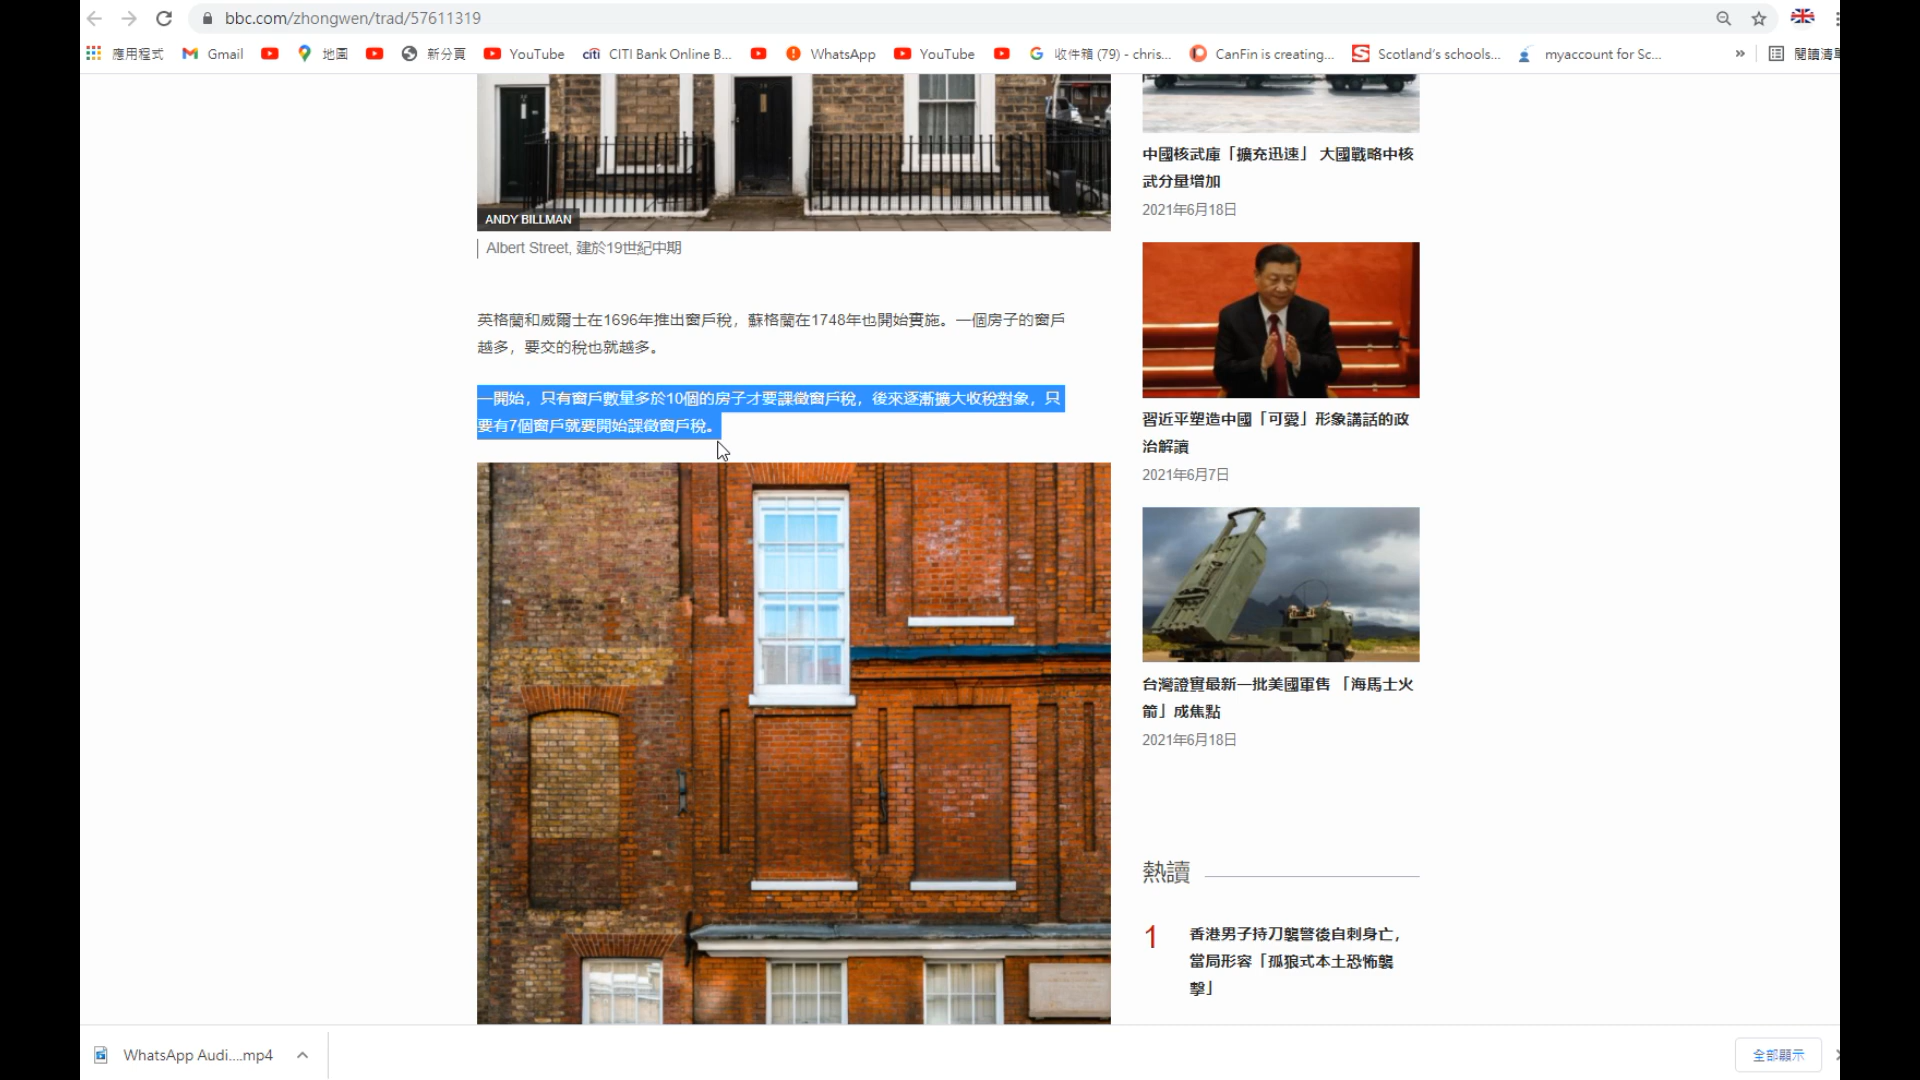 bbc.com/zhongwen/trad/57611319
應用程式
Gmail
地圖
新分頁
YouTube
citi
CITI Bank Online B...
WhatsApp
YouTube
收件箱 (79) - chris...
CanFin is creating...
Scotland's schools...
myaccount for Sc...
»
閱讀清單
ANDY BILLMAN
Albert Street, 建於19世紀中期
英格蘭和威爾士在1696年推出窗戶稅，蘇格蘭在1748年也開始實施。一個房子的窗戶
越多，要交的稅也就越多。
一開始，只有窗戶數量多於10個的房子才要課徵窗戶稅，後來逐漸擴大收稅對象，只
要有7個窗戶就要開始課徵窗戶稅。
中國核武庫「擴充迅速」 大國戰略中核
武分量增加
2021年6月18日
習近平塑造中國「可愛」形象講話的政
治解讀
2021年6月7日
台灣證實最新一批美國軍售 「海馬士火
箭」成焦點
2021年6月18日
熱讀
1
香港男子持刀襲警後自刺身亡，
當局形容「孤狼式本土恐怖襲
擊」
WhatsApp Audi....mp4
全部顯示